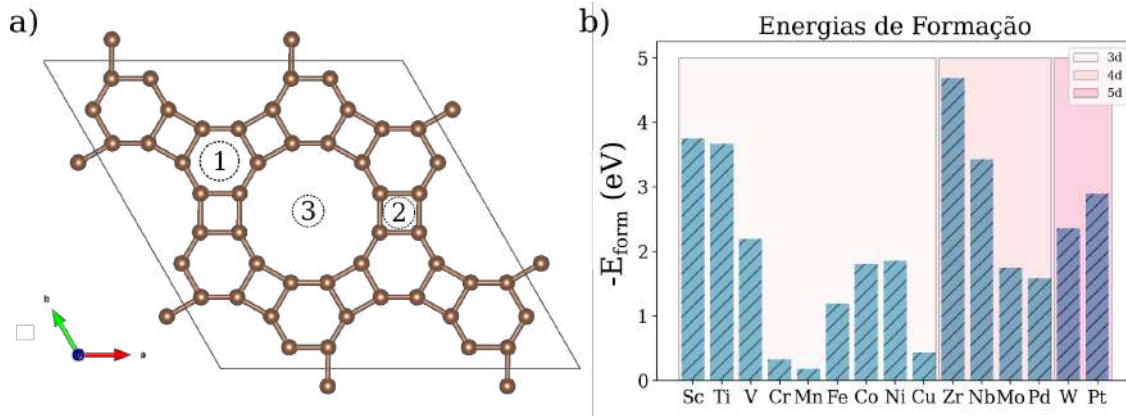 a)
1
2
3
b
a
b)
Energias de Formação
3d
4d
5d
-E_form (eV)
5
4
3
2
1
0
Sc Ti V Cr Mn Fe Co Ni Cu Zr Nb Mo Pd W Pt